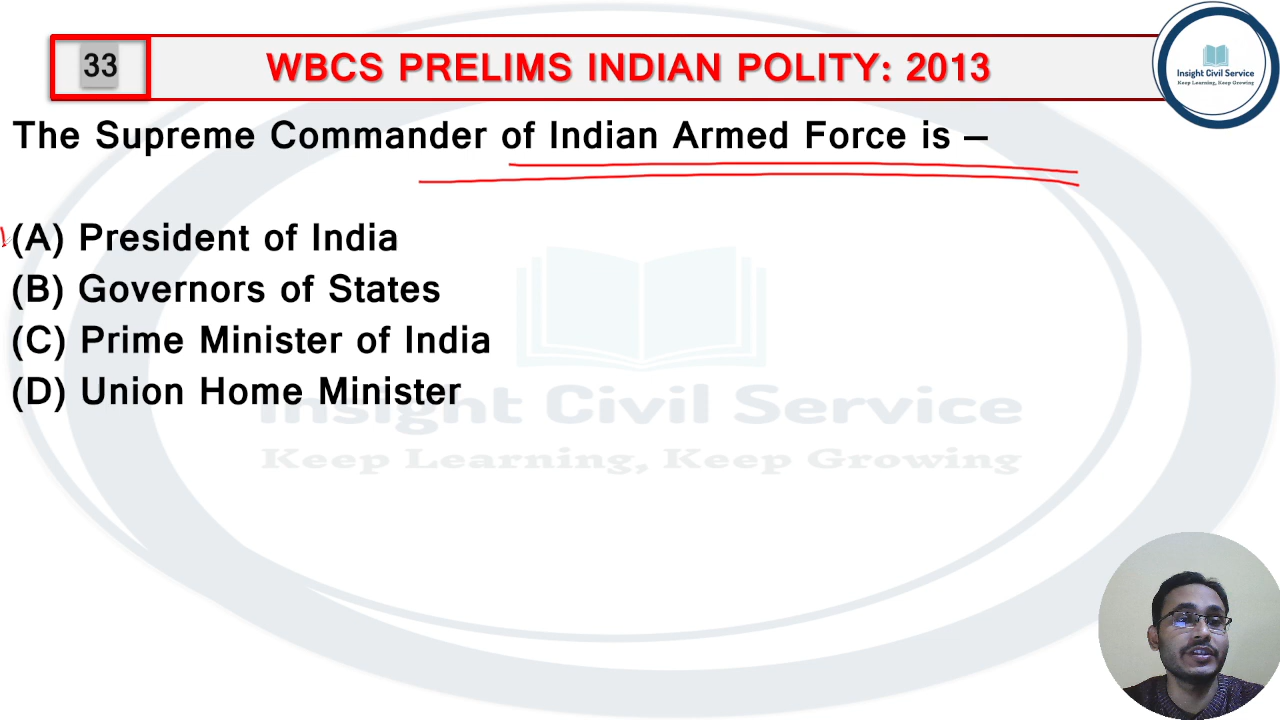 33
WBCS PRELIMS INDIAN POLITY: 2013
Insight Civil Service
Keep Learning, Keep Growing
The Supreme Commander of Indian Armed Force is –
(A) President of India
(B) Governors of States
(C) Prime Minister of India
(D) Union Home Minister
Insight Civil Service
Keep Learning, Keep Growing